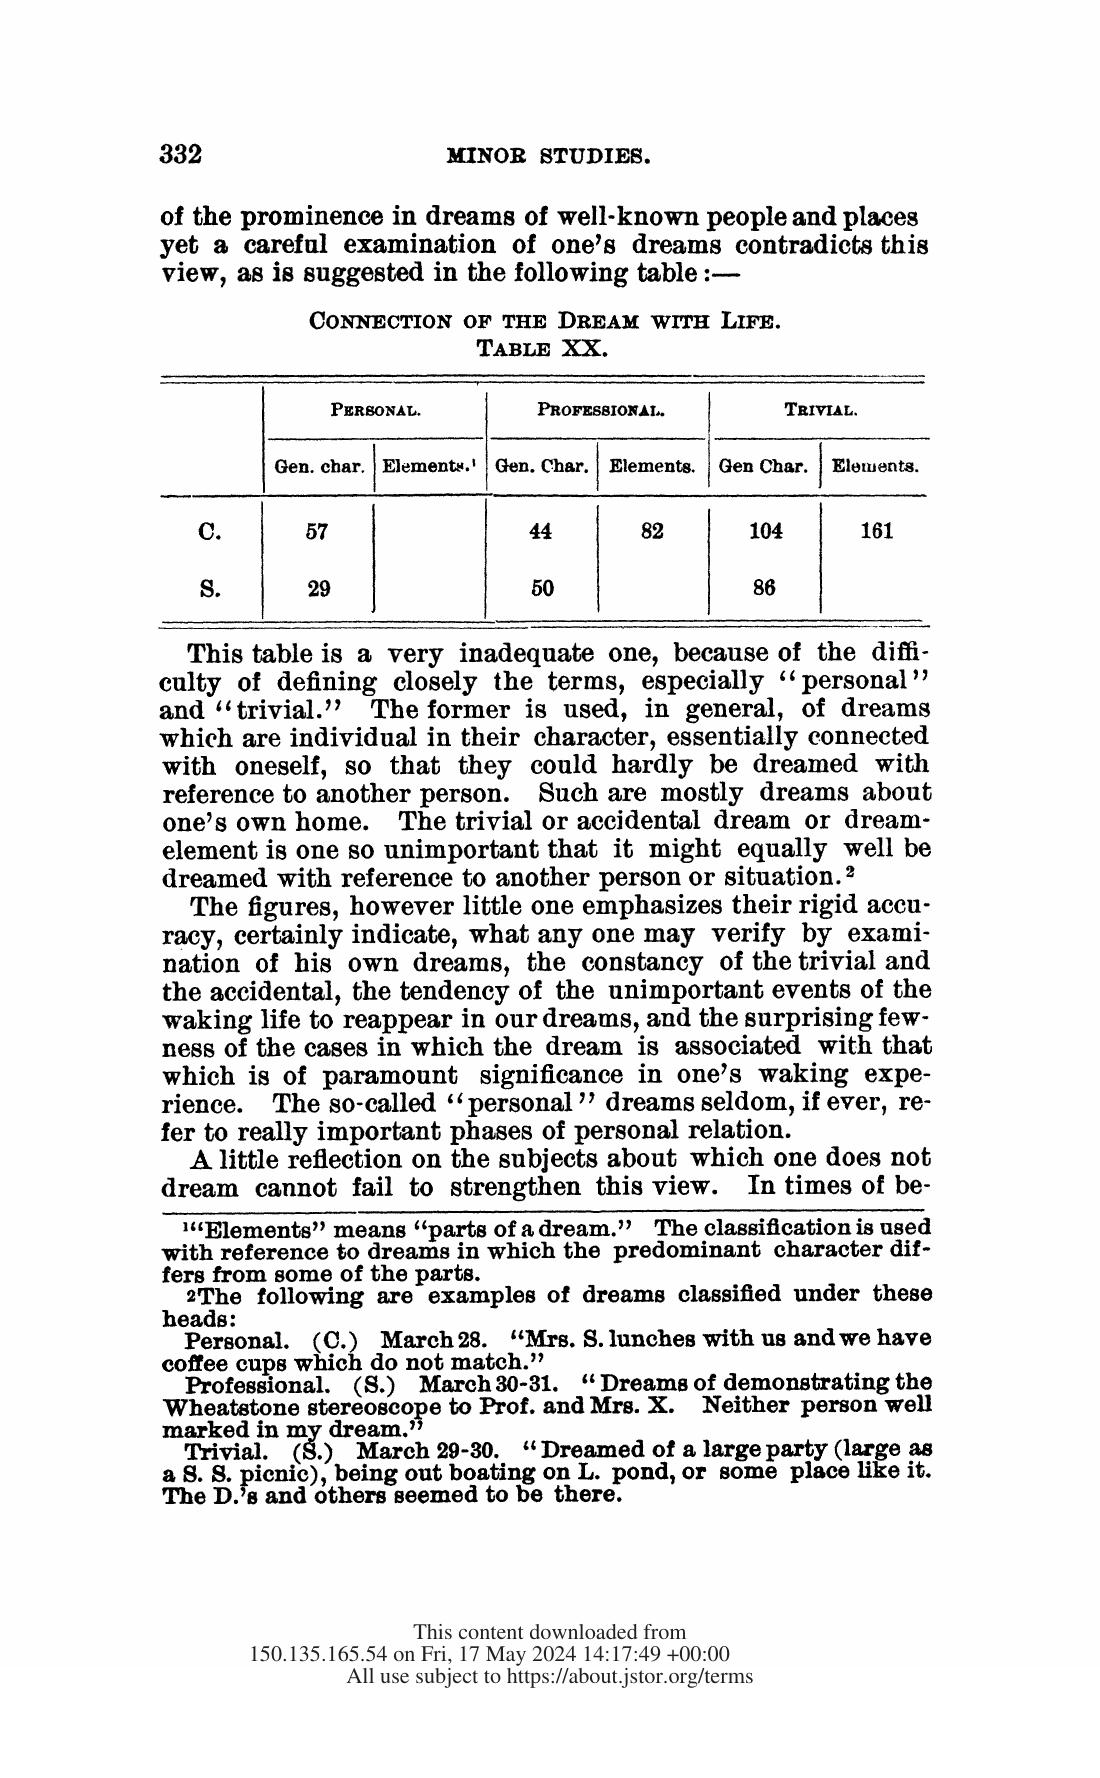 332 MINOR STUDIES.
of the prominence in dreams of well-known people and places
yet a careful examination of one's dreams contradicts this
view, as is suggested in the following table :—
CONNECTION OF THE DREAM WITH LIFE.
TABLE XX.
PERSONAL. PROFESSIONAL. TRIVIAL.
Gen. char. Elements.¹ Gen. Char. Elements. Gen Char. Elements.
C. 57 44 82 104 161
S. 29 50 86
This table is a very inadequate one, because of the diffi-
culty of defining closely the terms, especially “personal”
and “trivial.” The former is used, in general, of dreams
which are individual in their character, essentially connected
with oneself, so that they could hardly be dreamed with
reference to another person. Such are mostly dreams about
one's own home. The trivial or accidental dream or dream-
element is one so unimportant that it might equally well be
dreamed with reference to another person or situation.²
The figures, however little one emphasizes their rigid accu-
racy, certainly indicate, what any one may verify by exami-
nation of his own dreams, the constancy of the trivial and
the accidental, the tendency of the unimportant events of the
waking life to reappear in our dreams, and the surprising few-
ness of the cases in which the dream is associated with that
which is of paramount significance in one's waking expe-
rience. The so-called “personal” dreams seldom, if ever, re-
fer to really important phases of personal relation.
A little reflection on the subjects about which one does not
dream cannot fail to strengthen this view. In times of be-
¹“Elements” means “parts of a dream.” The classification is used
with reference to dreams in which the predominant character dif-
fers from some of the parts.
²The following are examples of dreams classified under these
heads:
Personal. (C.) March 28. “Mrs. S. lunches with us and we have
coffee cups which do not match.”
Professional. (S.) March 30-31. “Dreams of demonstrating the
Wheatstone stereoscope to Prof. and Mrs. X. Neither person well
marked in my dream.”
Trivial. (S.) March 29-30. “Dreamed of a large party (large as
a S. S. picnic), being out boating on L. pond, or some place like it.
The D.'s and others seemed to be there.
This content downloaded from
150.135.165.54 on Fri, 17 May 2024 14:17:49 +00:00
All use subject to https://about.jstor.org/terms